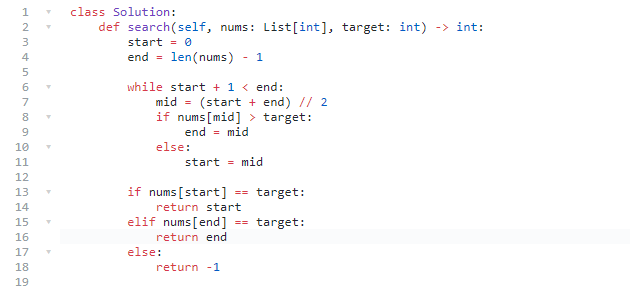 1 class Solution:
2     def search(self, nums: List[int], target: int) -> int:
3         start = 0
4         end = len(nums) - 1
5
6         while start + 1 < end:
7             mid = (start + end) // 2
8             if nums[mid] > target:
9                 end = mid
10             else:
11                 start = mid
12
13         if nums[start] == target:
14             return start
15         elif nums[end] == target:
16             return end
17         else:
18             return -1
19